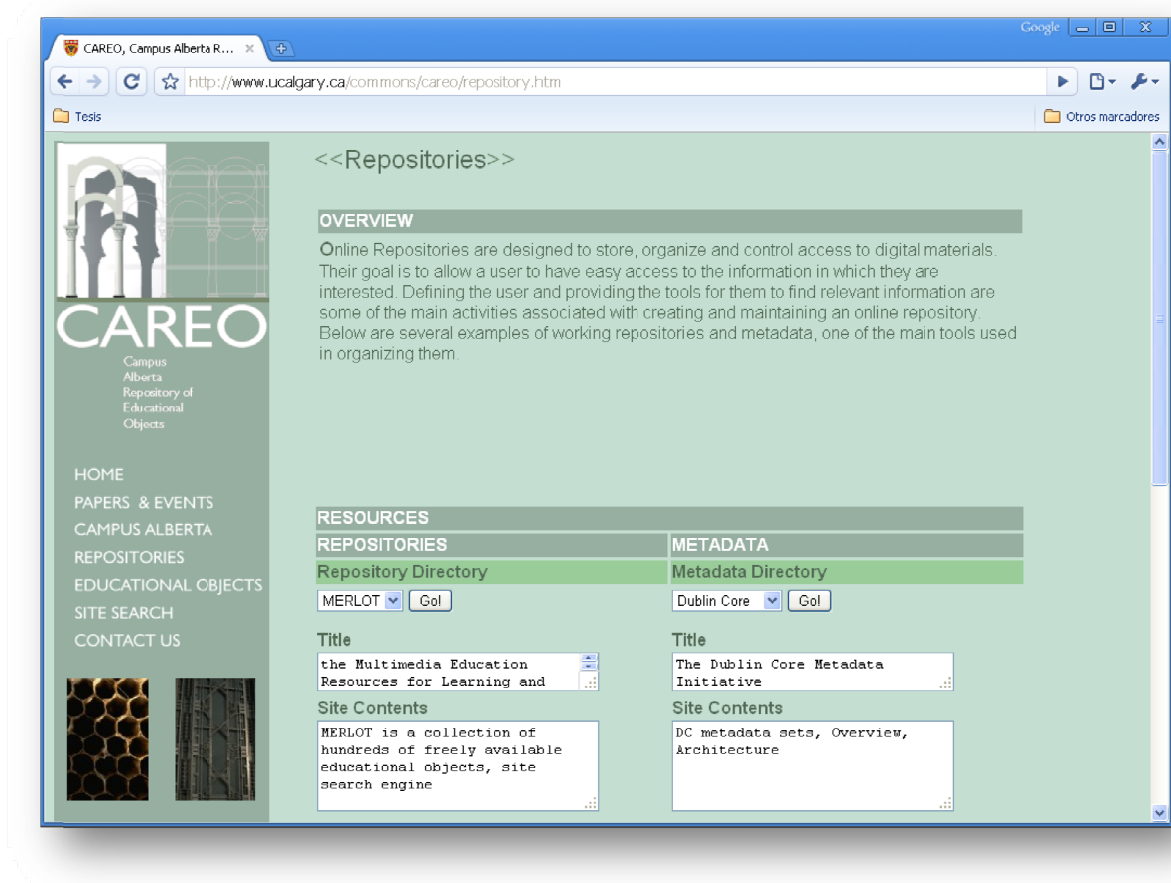 Google
CAREO, Campus Alberta R...
http://www.ucalgary.ca/commons/careo/repository.htm
Tesis
Otros marcadores
CAREO
Campus
Alberta
Repository of
Educational
Objects
HOME
PAPERS & EVENTS
CAMPUS ALBERTA
REPOSITORIES
EDUCATIONAL OBJECTS
SITE SEARCH
CONTACT US
<<Repositories>>
OVERVIEW
Online Repositories are designed to store, organize and control access to digital materials.
Their goal is to allow a user to have easy access to the information in which they are
interested. Defining the user and providing the tools for them to find relevant information are
some of the main activities associated with creating and maintaining an online repository.
Below are several examples of working repositories and metadata, one of the main tools used
in organizing them.
RESOURCES
REPOSITORIES
Repository Directory
MERLOT Go!
Title
the Multimedia Education
Resources for Learning and
Site Contents
MERLOT is a collection of
hundreds of freely available
educational objects, site
search engine
METADATA
Metadata Directory
Dublin Core Go!
Title
The Dublin Core Metadata
Initiative
Site Contents
DC metadata sets, Overview,
Architecture